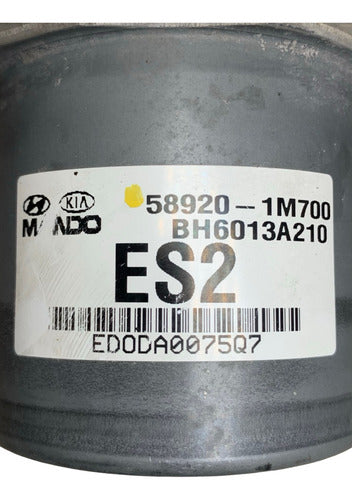 KIA
58920-1M700
MANDO
BH6013A210
ES2
EDODA0075Q7